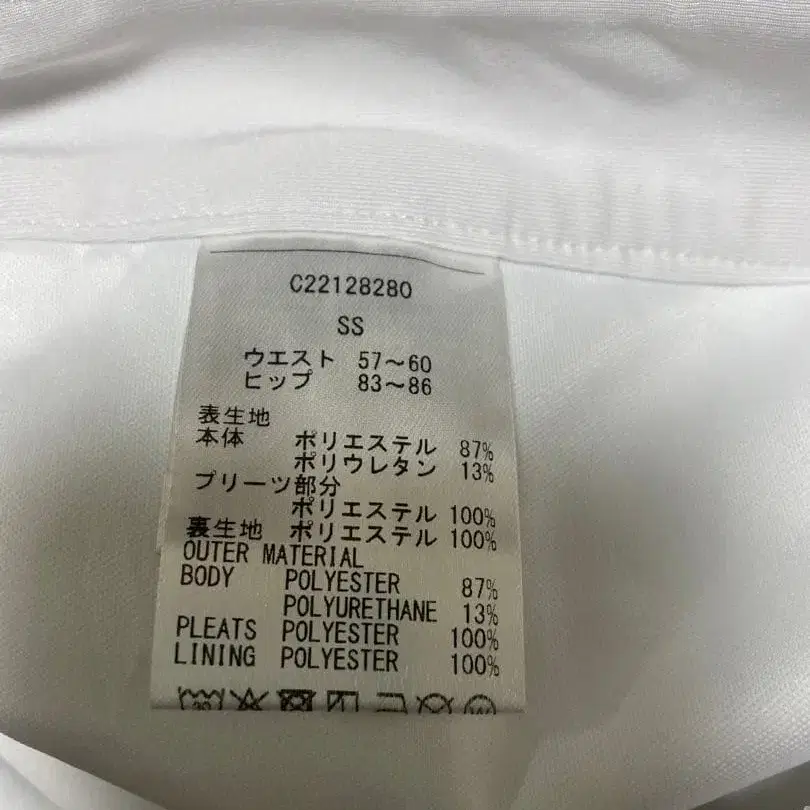 C22128280
SS
ウエスト 57～60
ヒップ 83～86
表生地
本体 ポリエステル 87%
ポリウレタン 13%
プリーツ部分
ポリエステル 100%
裏生地 ポリエステル 100%
OUTER MATERIAL
BODY POLYESTER 87%
POLYURETHANE 13%
PLEATS POLYESTER 100%
LINING POLYESTER 100%